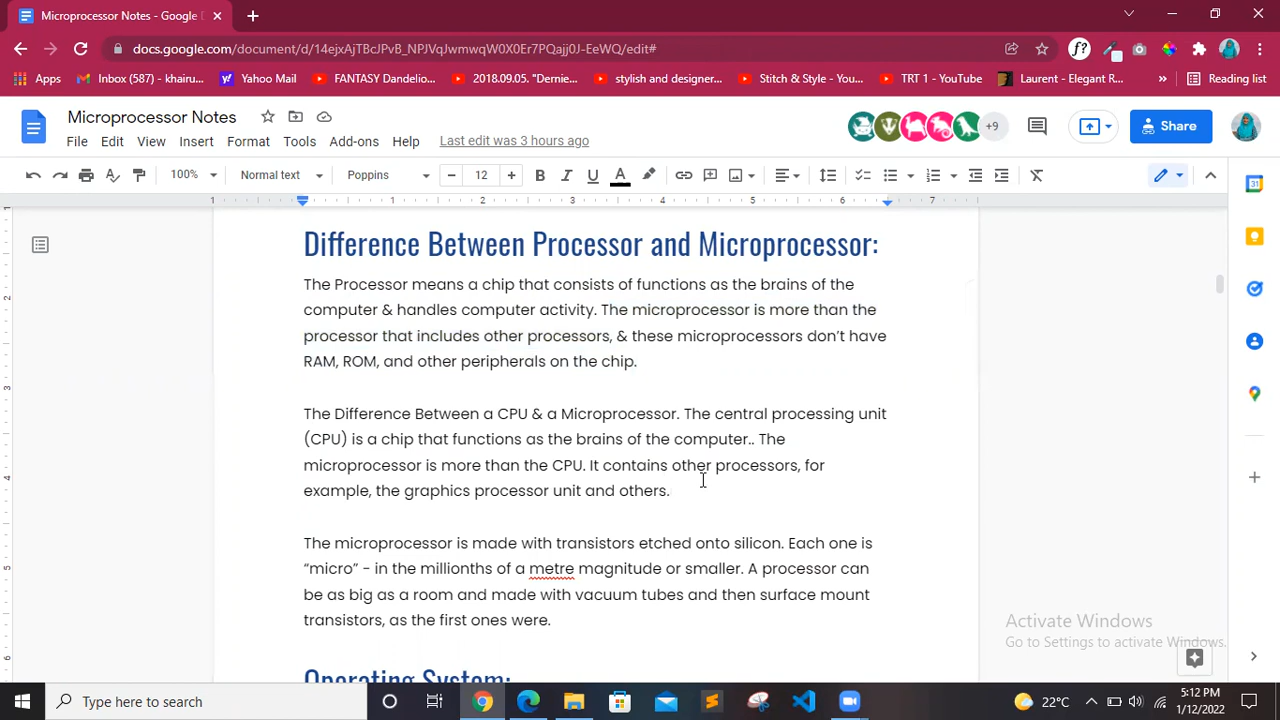 Microprocessor Notes - Google D
docs.google.com/document/d/14ejxAjTBcJPvB_NPJVqJwmwqW0X0Er7PQajj0J-EeWQ/edit#
Apps Inbox (587) - khairu... Yahoo Mail FANTASY Dandelio... 2018.09.05. "Dernie... stylish and designer... Stitch & Style - You... TRT 1 - YouTube Laurent - Elegant R... » Reading list
Microprocessor Notes
+9
Share
File Edit View Insert Format Tools Add-ons Help Last edit was 3 hours ago
100% Normal text Poppins 12
1 1 2 3 4 5 6 7
Difference Between Processor and Microprocessor:
The Processor means a chip that consists of functions as the brains of the
computer & handles computer activity. The microprocessor is more than the
processor that includes other processors, & these microprocessors don't have
RAM, ROM, and other peripherals on the chip.
The Difference Between a CPU & a Microprocessor. The central processing unit
(CPU) is a chip that functions as the brains of the computer.. The
microprocessor is more than the CPU. It contains other processors, for
example, the graphics processor unit and others.
The microprocessor is made with transistors etched onto silicon. Each one is
“micro” - in the millionths of a metre magnitude or smaller. A processor can
be as big as a room and made with vacuum tubes and then surface mount
transistors, as the first ones were.
Operating System:
Activate Windows
Go to Settings to activate Windows.
Type here to search
22°C
5:12 PM
1/12/2022